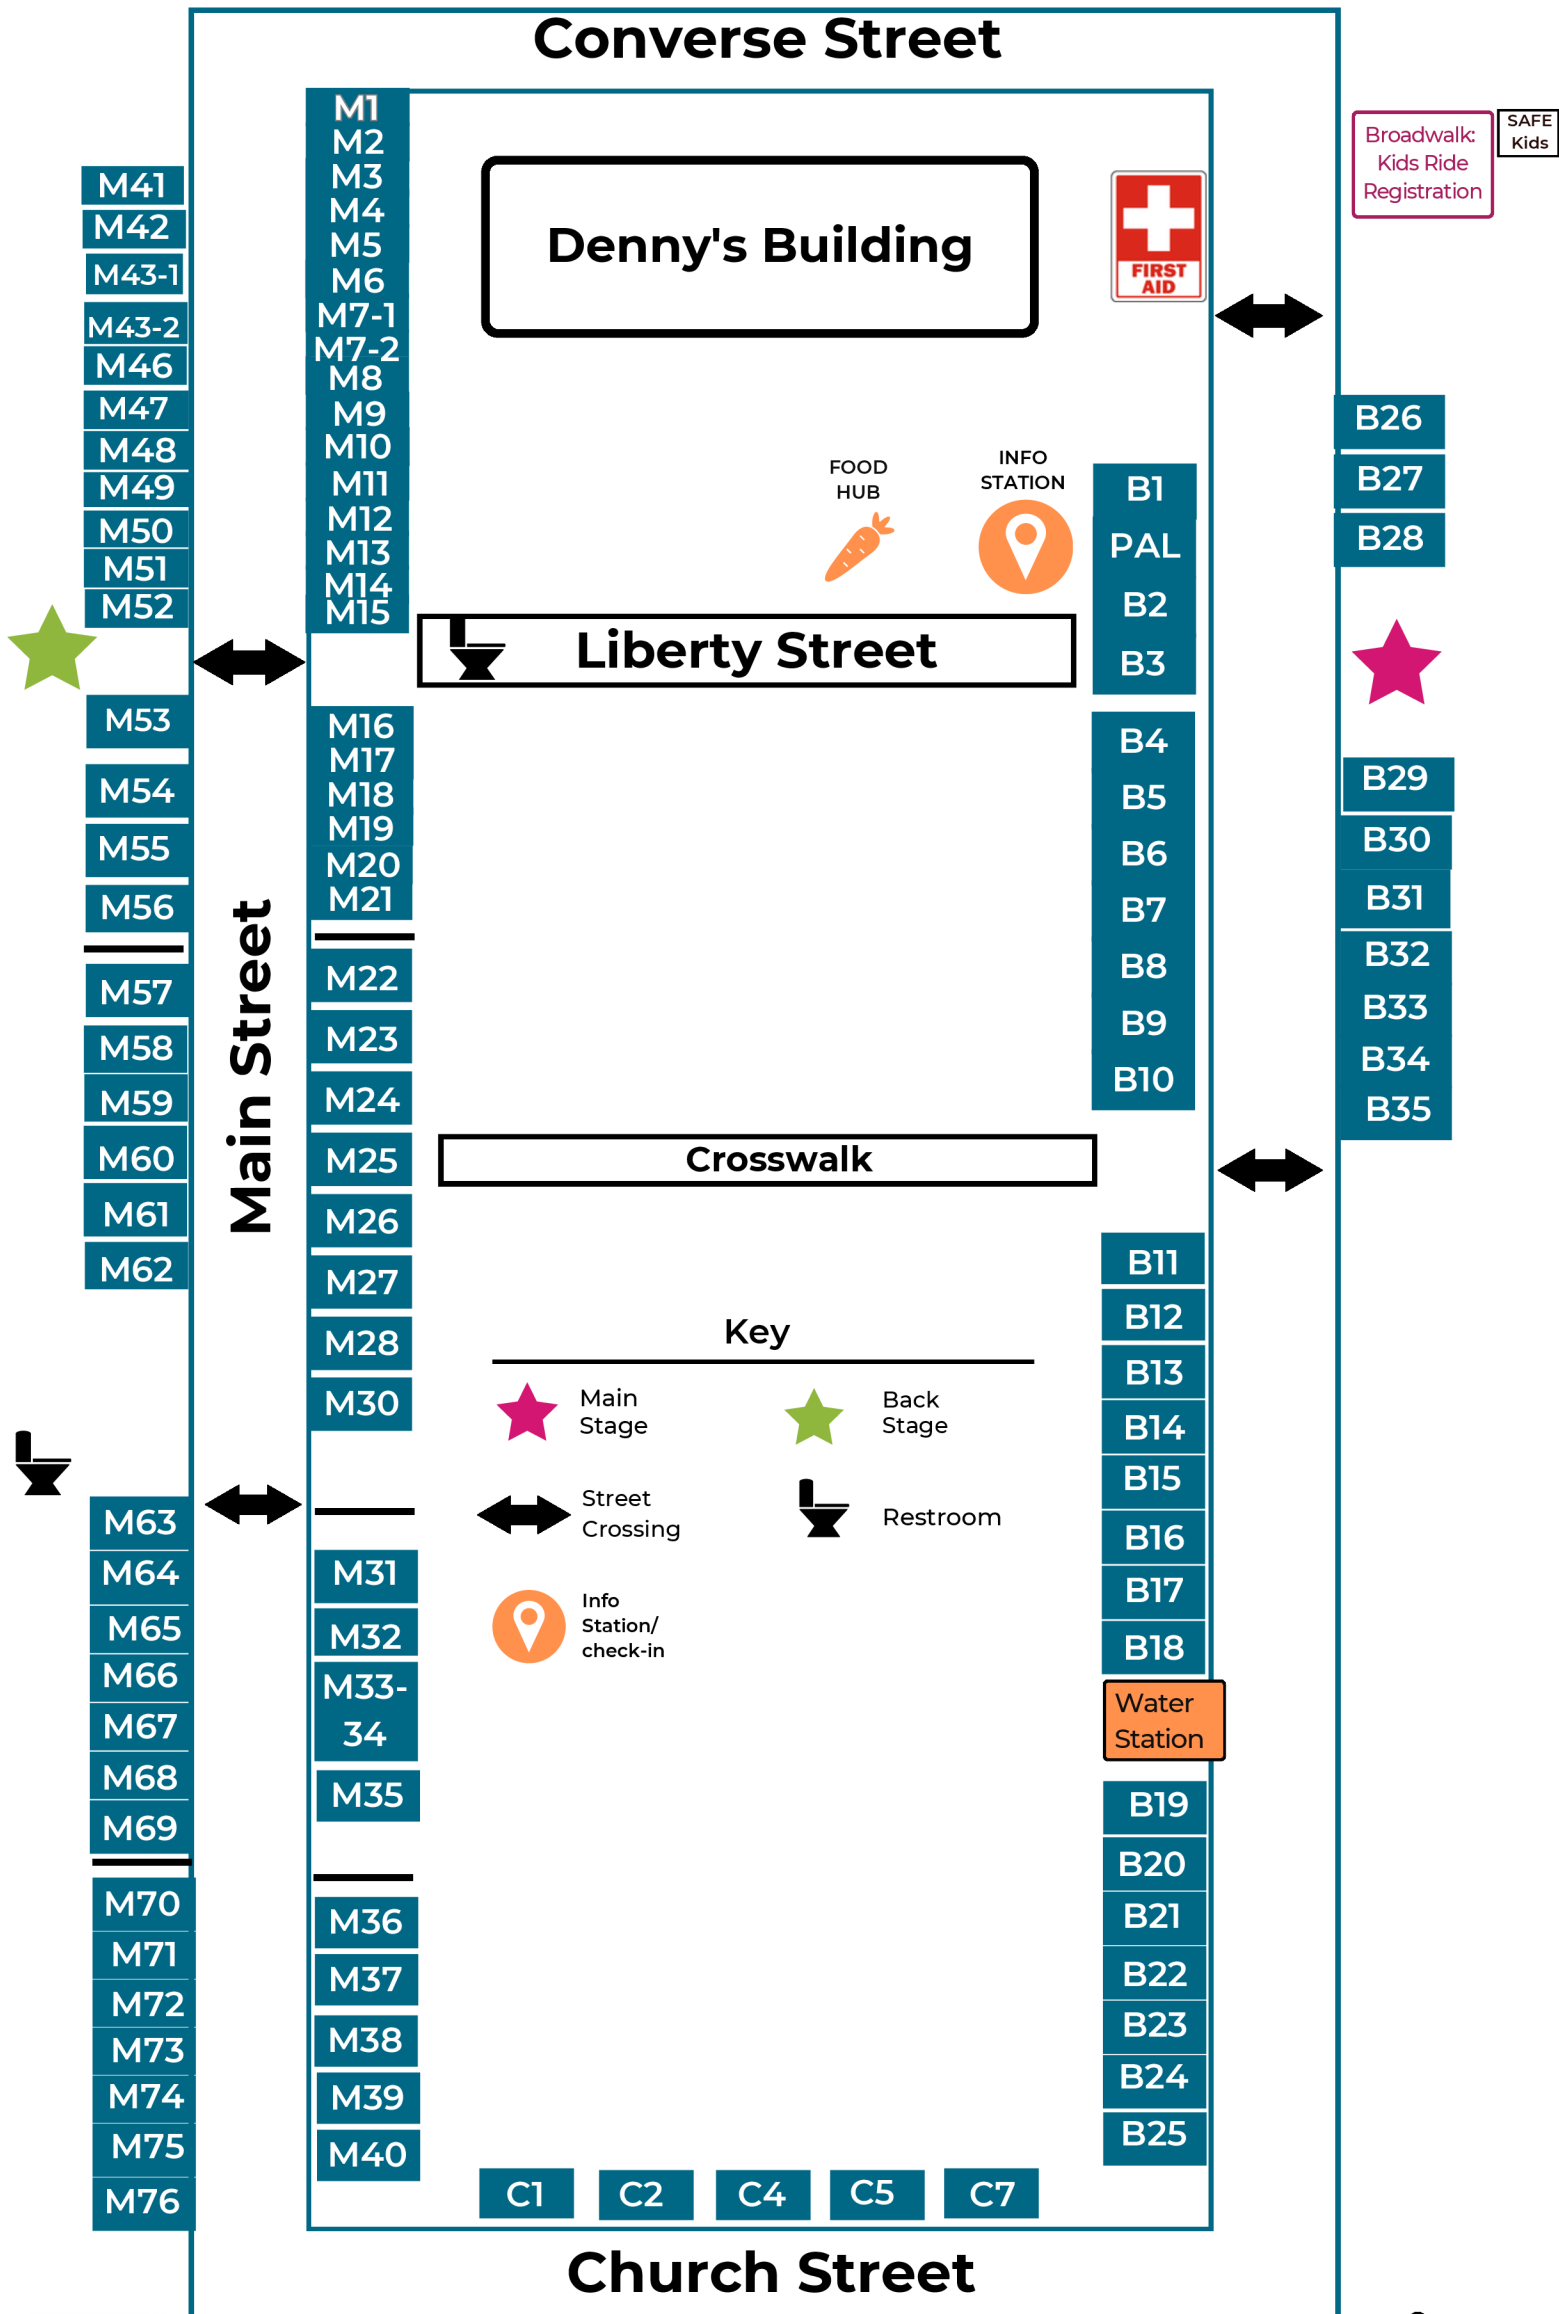 Converse Street
M1
M2
M3
M4
M5
M6
M7-1
M7-2
M8
M9
M10
M11
M12
M13
M14
M15
M41
M42
M43-1
M43-2
M46
M47
M48
M49
M50
M51
M52
Denny's Building
FIRST
AID
Broadwalk:
Kids Ride
Registration
SAFE
Kids
FOOD
HUB
INFO
STATION
B1
PAL
B2
B3
B26
B27
B28
Liberty Street
M53
M54
M55
M56
M57
M58
M59
M60
M61
M62
Main Street
M16
M17
M18
M19
M20
M21
M22
M23
M24
M25
M26
M27
M28
M30
B4
B5
B6
B7
B8
B9
B10
B29
B30
B31
B32
B33
B34
B35
Crosswalk
Key
Main
Stage
Back
Stage
Street
Crossing
Restroom
Info
Station/
check-in
B11
B12
B13
B14
B15
B16
B17
B18
Water
Station
B19
B20
B21
B22
B23
B24
B25
M63
M64
M65
M66
M67
M68
M69
M70
M71
M72
M73
M74
M75
M76
M31
M32
M33-
34
M35
M36
M37
M38
M39
M40
C1
C2
C4
C5
C7
Church Street